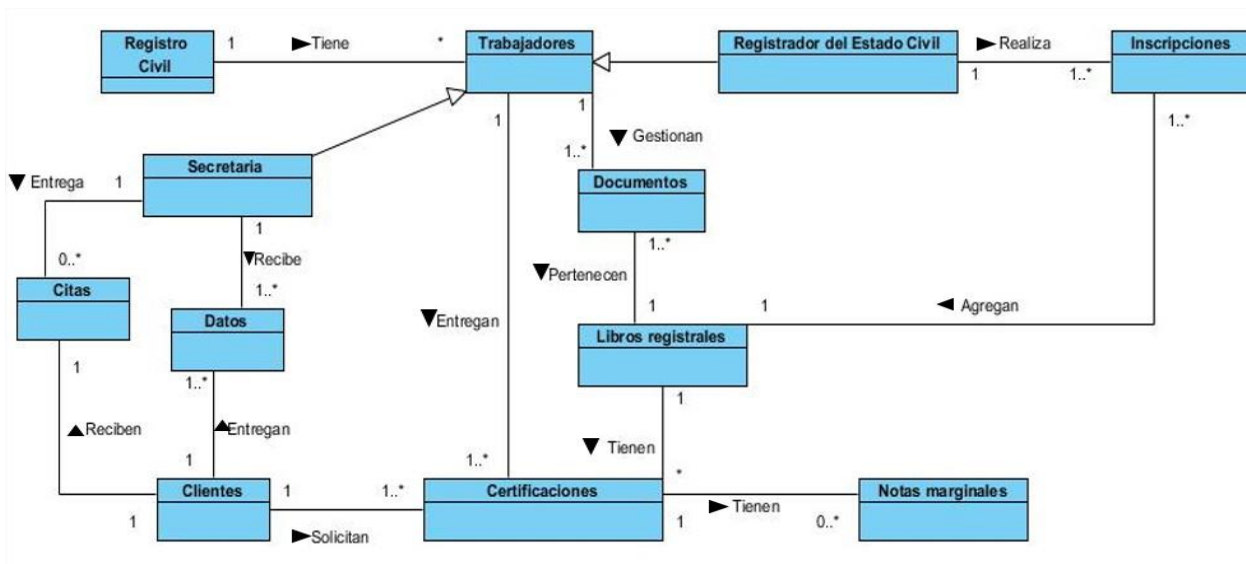 Registro
Civil
1
►Tiene
*
Trabajadores
Registrador del Estado Civil
► Realiza
1
1..*
Inscripciones
1
1
▼ Gestionan
1..*
1..*
Secretaria
▼ Entrega
1
Documentos
1
1..*
▼Recibe
0..*
▼Pertenecen
Citas
1..*
1
1
◄ Agregan
Datos
▼Entregan
Libros registrales
1
1..*
1
▲Reciben
▲Entregan
▼ Tienen
1
1..*
*
Clientes
1
1..*
Certificaciones
Notas marginales
1
►Solicitan
1
► Tienen
0..*